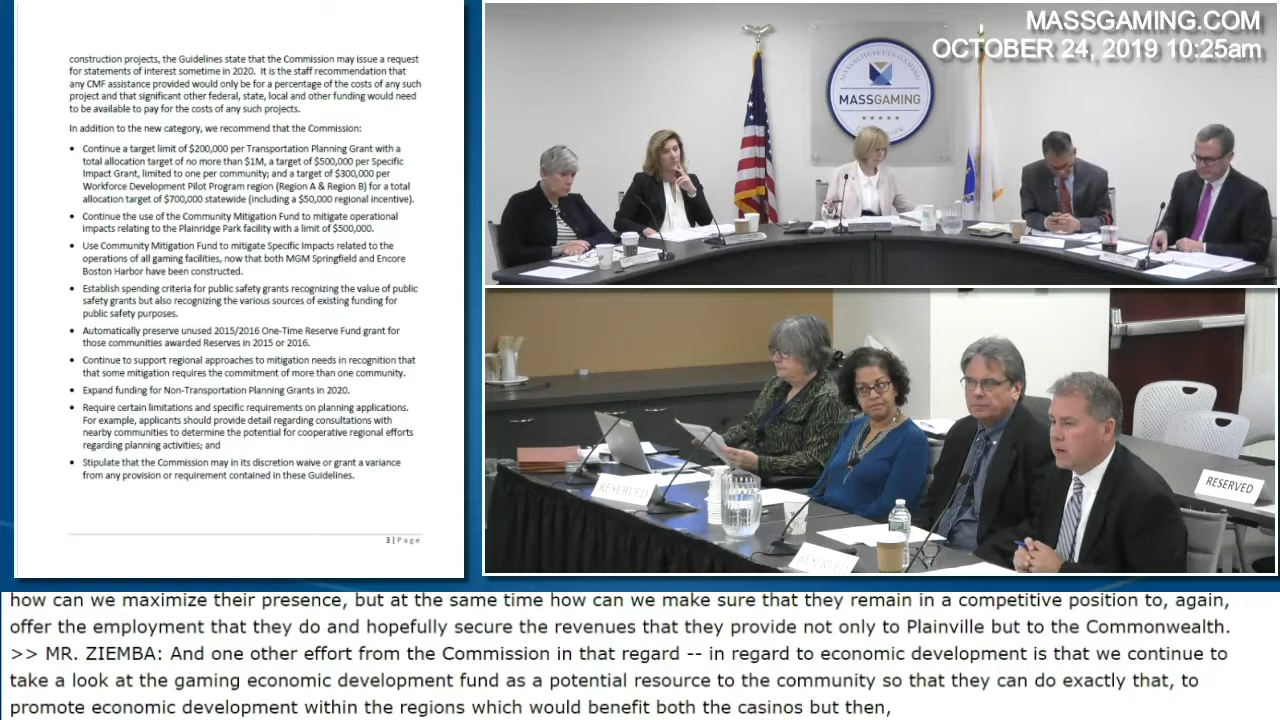 construction projects, the Guidelines state that the Commission may issue a request
for statements of interest sometime in 2020.  It is the staff recommendation that
any CMF assistance provided would only be for a percentage of the costs of any such
project and that significant other federal, state, local and other funding would need
to be available to pay for the costs of any such projects.
In addition to the new category, we recommend that the Commission:
• Continue a target limit of $200,000 per Transportation Planning Grant with a
total allocation target of no more than $1M, a target of $500,000 per Specific
Impact Grant, limited to one per community; and a target of $300,000 per
Workforce Development Pilot Program region (Region A & Region B) for a total
allocation target of $700,000 statewide (including a $50,000 regional incentive).
• Continue the use of the Community Mitigation Fund to mitigate operational
impacts relating to the Plainridge Park facility with a limit of $500,000.
• Use Community Mitigation Fund to mitigate Specific Impacts related to the
operations of all gaming facilities, now that both MGM Springfield and Encore
Boston Harbor have been constructed.
• Establish spending criteria for public safety grants recognizing the value of public
safety grants but also recognizing the various sources of existing funding for
public safety purposes.
• Automatically preserve unused 2015/2016 One-Time Reserve Fund grant for
those communities awarded Reserves in 2015 or 2016.
• Continue to support regional approaches to mitigation needs in recognition that
that some mitigation requires the commitment of more than one community.
• Expand funding for Non-Transportation Planning Grants in 2020.
• Require certain limitations and specific requirements on planning applications.
For example, applicants should provide detail regarding consultations with
nearby communities to determine the potential for cooperative regional efforts
regarding planning activities; and
• Stipulate that the Commission may in its discretion waive or grant a variance
from any provision or requirement contained in these Guidelines.
3 | Page
MASSGAMING.COM
OCTOBER 24, 2019 10:25am
MASSACHUSETTS GAMING
MASSGAMING
COMMISSION
RESERVED
RESERVED
RESERVED
how can we maximize their presence, but at the same time how can we make sure that they remain in a competitive position to, again,
offer the employment that they do and hopefully secure the revenues that they provide not only to Plainville but to the Commonwealth.
>> MR. ZIEMBA: And one other effort from the Commission in that regard -- in regard to economic development is that we continue to
take a look at the gaming economic development fund as a potential resource to the community so that they can do exactly that, to
promote economic development within the regions which would benefit both the casinos but then,